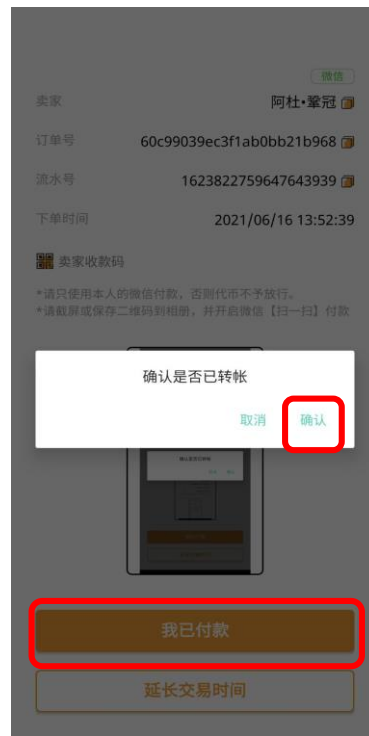 微信
卖家 阿杜•鞏冠
订单号 60c99039ec3f1ab0bb21b968
流水号 1623822759647643939
下单时间 2021/06/16 13:52:39
卖家收款码
*请只使用本人的微信付款，否则代币不予放行。
*请截屏或保存二维码到相册，并开启微信【扫一扫】付款
确认是否已转帐
取消 确认
我已付款
延长交易时间